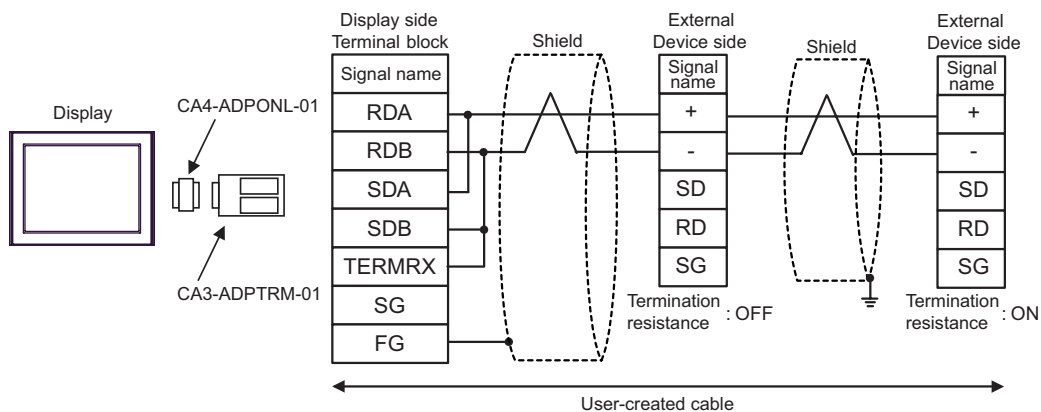 Display side
Terminal block
Signal name
RDA
RDB
SDA
SDB
TERMRX
SG
FG
Display
CA4-ADPONL-01
CA3-ADPTRM-01
Shield
External
Device side
Signal
name
+
-
SD
RD
SG
Termination
resistance : OFF
Shield
External
Device side
Signal
name
+
-
SD
RD
SG
Termination
resistance : ON
User-created cable